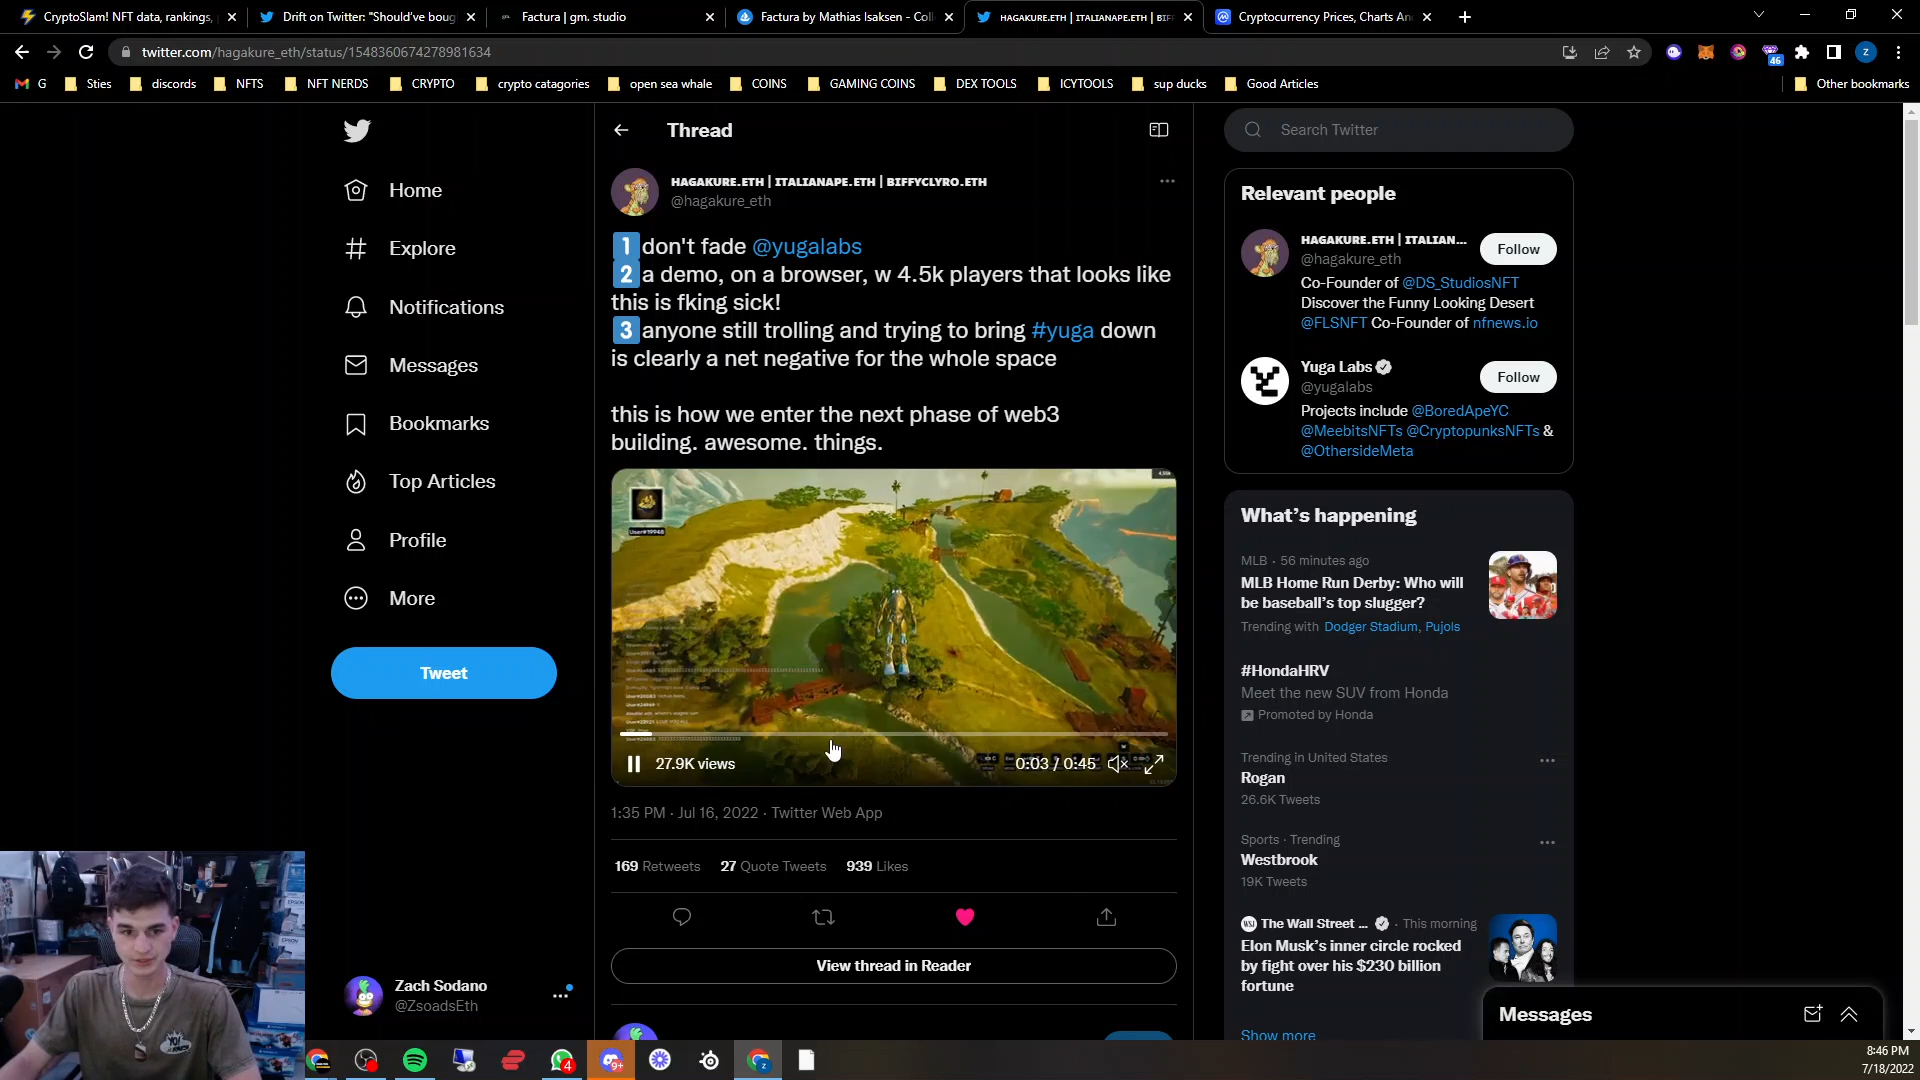 CryptoSlam! NFT data, rankings,
Drift on Twitter: "Should've boug
Factura | gm. studio
Factura by Mathias Isaksen - Coll
HAGAKURE.ETH | ITALIANAPE.ETH | BIF
Cryptocurrency Prices, Charts An
twitter.com/hagakure_eth/status/1548360674278981634
46
z
G
Sties
discords
NFTS
NFT NERDS
CRYPTO
crypto catagories
open sea whale
COINS
GAMING COINS
DEX TOOLS
ICYTOOLS
sup ducks
Good Articles
Other bookmarks
Home
Explore
Notifications
Messages
Bookmarks
Top Articles
Profile
More
Tweet
Zach Sodano
@ZsoadsEth
Thread
HAGAKURE.ETH | ITALIANAPE.ETH | BIFFYCLYRO.ETH
@hagakure_eth
1 don't fade @yugalabs
2 a demo, on a browser, w 4.5k players that looks like
this is fking sick!
3 anyone still trolling and trying to bring #yuga down
is clearly a net negative for the whole space
this is how we enter the next phase of web3
building. awesome. things.
27.9K views
0:03 / 0:45
1:35 PM · Jul 16, 2022 · Twitter Web App
169 Retweets 27 Quote Tweets 939 Likes
View thread in Reader
Search Twitter
Relevant people
HAGAKURE.ETH | ITALIAN...
@hagakure_eth
Follow
Co-Founder of @DS_StudiosNFT
Discover the Funny Looking Desert
@FLSNFT Co-Founder of nfnews.io
Yuga Labs
@yugalabs
Follow
Projects include @BoredApeYC
@MeebitsNFTs @CryptopunksNFTs &
@OthersideMeta
What's happening
MLB · 56 minutes ago
MLB Home Run Derby: Who will
be baseball's top slugger?
Trending with Dodger Stadium, Pujols
#HondaHRV
Meet the new SUV from Honda
Promoted by Honda
Trending in United States
Rogan
26.6K Tweets
Sports · Trending
Westbrook
19K Tweets
WSJ The Wall Street ... · This morning
Elon Musk's inner circle rocked
by fight over his $230 billion
fortune
Show more
Messages
4
9+
z
8:46 PM
7/18/2022